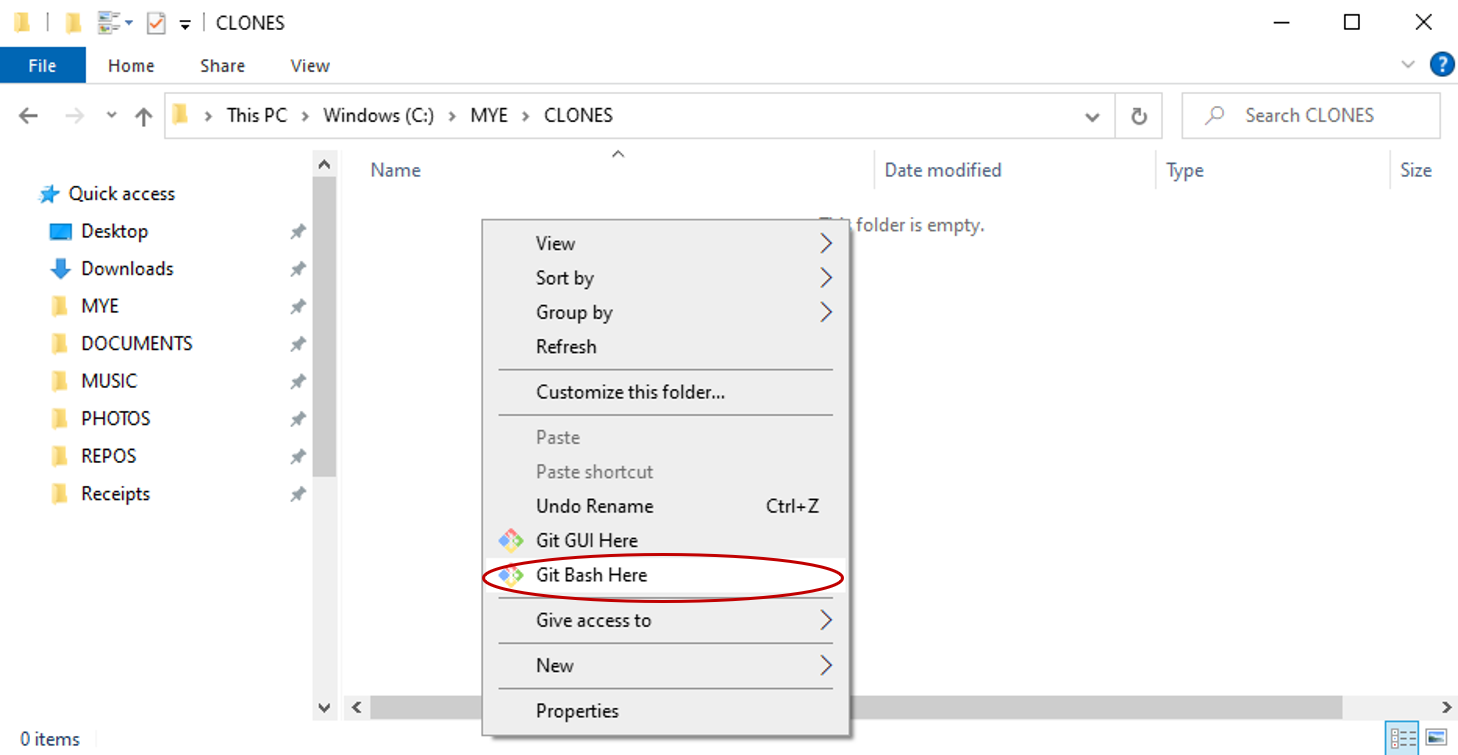 CLONES
File Home Share View
This PC Windows (C:) MYE CLONES Search CLONES
Name Date modified Type Size
Quick access
Desktop
Downloads
MYE
DOCUMENTS
MUSIC
PHOTOS
REPOS
Receipts
folder is empty.
View
Sort by
Group by
Refresh
Customize this folder...
Paste
Paste shortcut
Undo Rename Ctrl+Z
Git GUI Here
Git Bash Here
Give access to
New
Properties
0 items